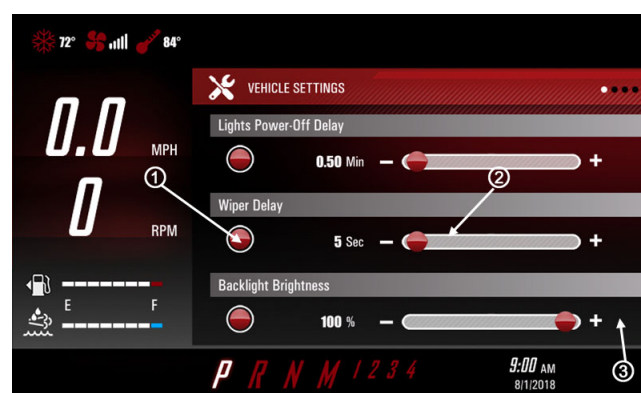 72° 84°
VEHICLE SETTINGS
Lights Power-Off Delay
0.50 Min − +
Wiper Delay
5 Sec − +
Backlight Brightness
100 % − +
0.0 MPH
0 RPM
E F
P R N M 1 2 3 4
9:00 AM
8/1/2018
1
2
3